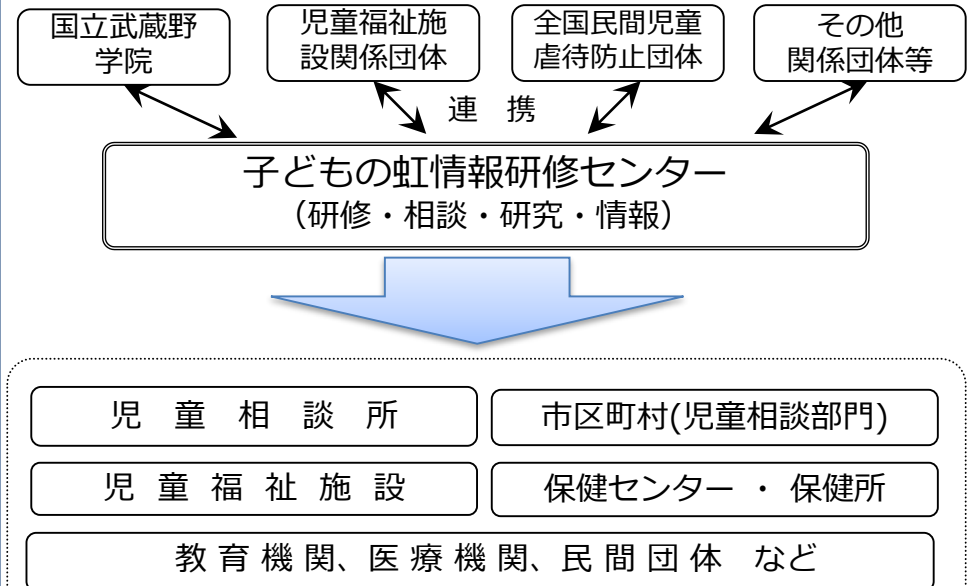 国立武蔵野
学院
児童福祉施
設関係団体
全国民間児童
虐待防止団体
その他
関係団体等
連 携
子どもの虹情報研修センター
（研修・相談・研究・情報）
児 童 相 談 所
市区町村(児童相談部門)
児 童 福 祉 施 設
保健センター ・ 保健所
教 育 機 関、医 療 機 関、民 間 団 体 など